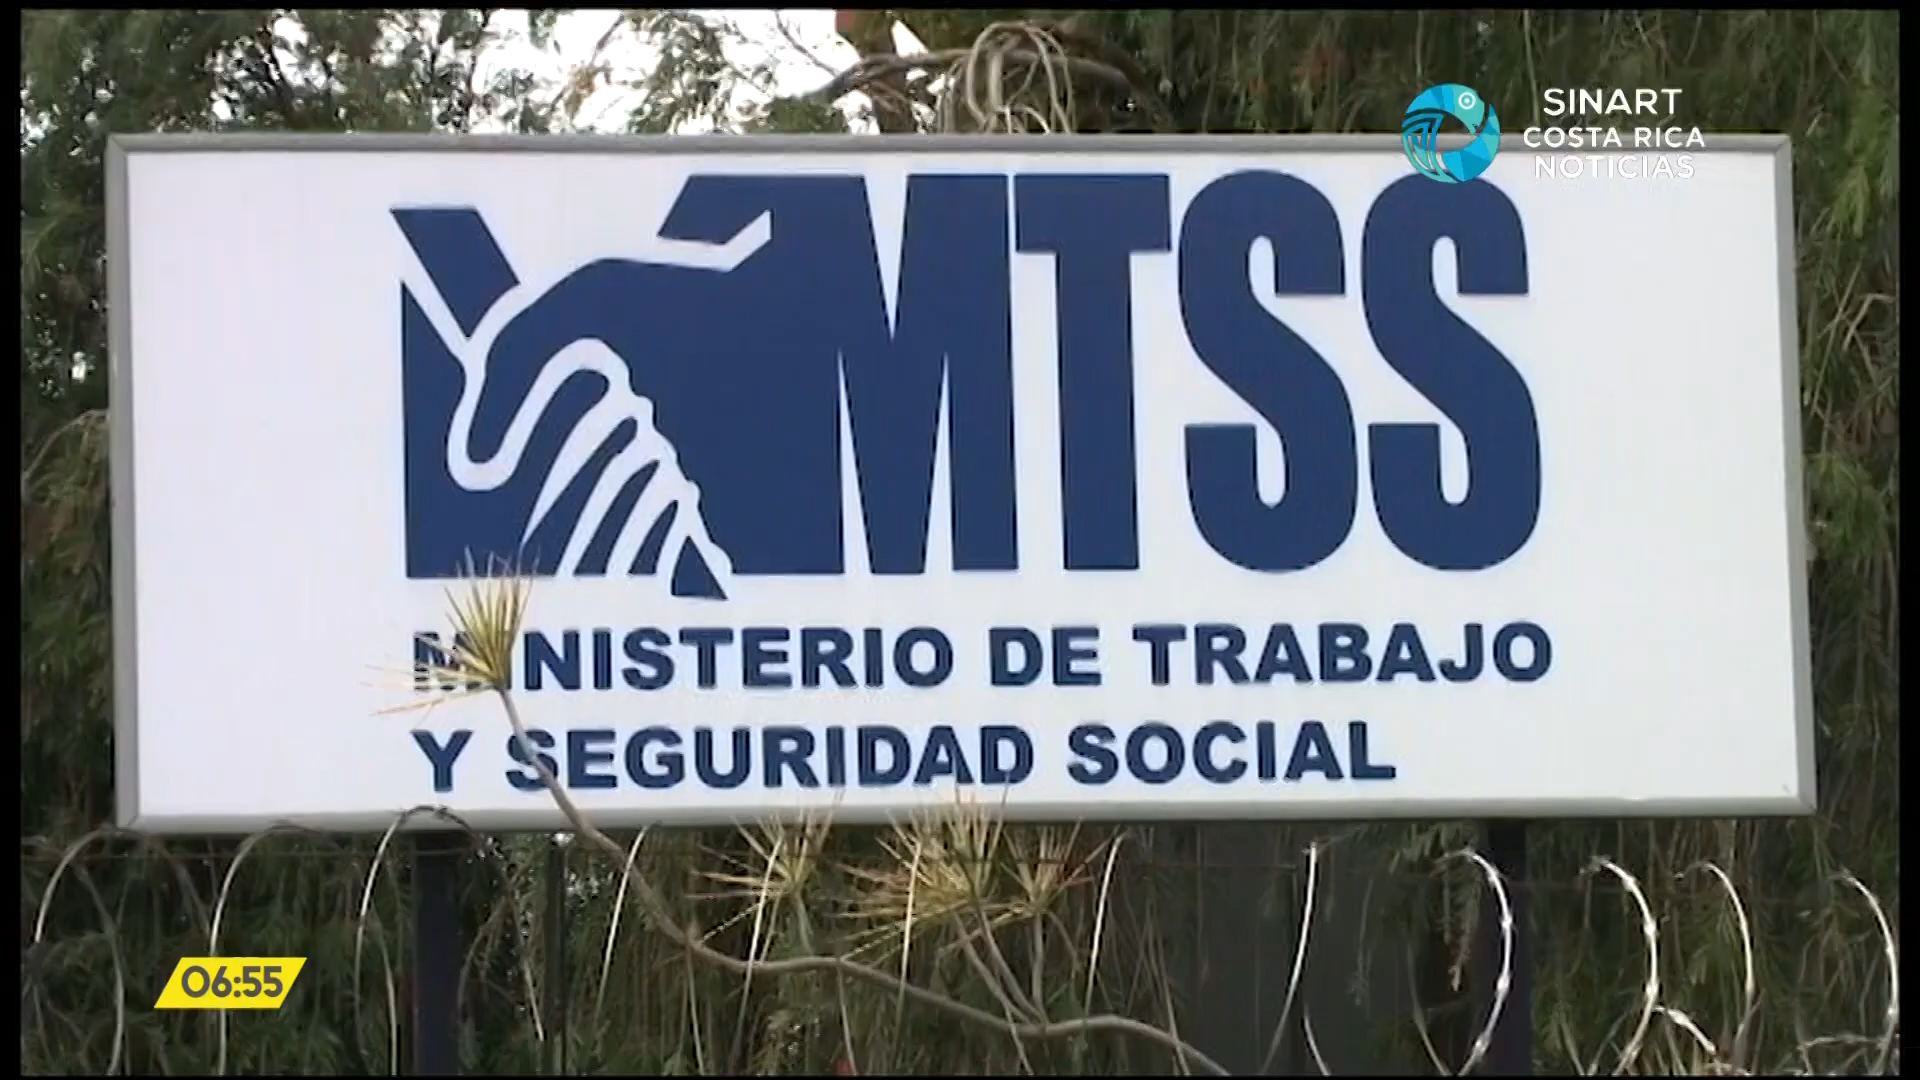 SINART
COSTA RICA
NOTICIAS
MTSS
MINISTERIO DE TRABAJO
Y SEGURIDAD SOCIAL
06:55